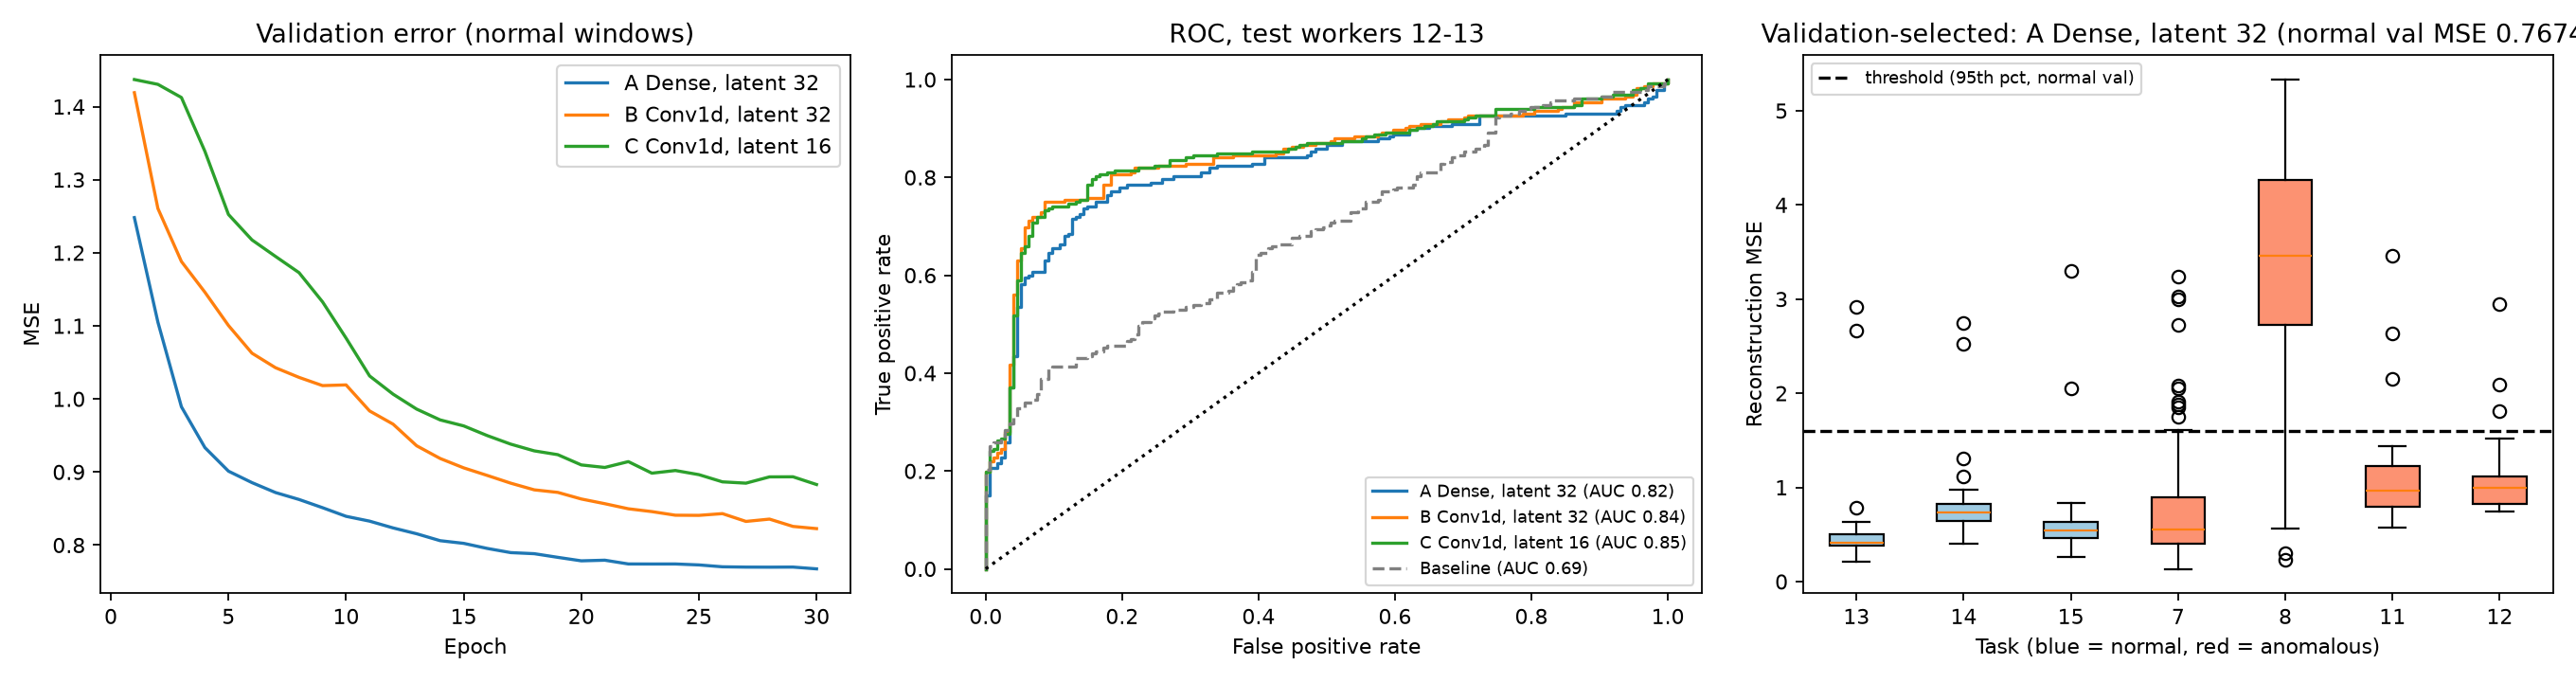 Validation error (normal windows)
MSE
1.4
1.3
1.2
1.1
1.0
0.9
0.8
A Dense, latent 32
B Conv1d, latent 32
C Conv1d, latent 16
0 5 10 15 20 25 30
Epoch
ROC, test workers 12-13
True positive rate
1.0
0.8
0.6
0.4
0.2
0.0
A Dense, latent 32 (AUC 0.82)
B Conv1d, latent 32 (AUC 0.84)
C Conv1d, latent 16 (AUC 0.85)
Baseline (AUC 0.69)
0.0 0.2 0.4 0.6 0.8 1.0
False positive rate
Validation-selected: A Dense, latent 32 (normal val MSE 0.7674
threshold (95th pct, normal val)
Reconstruction MSE
5
4
3
2
1
0
13 14 15 7 8 11 12
Task (blue = normal, red = anomalous)